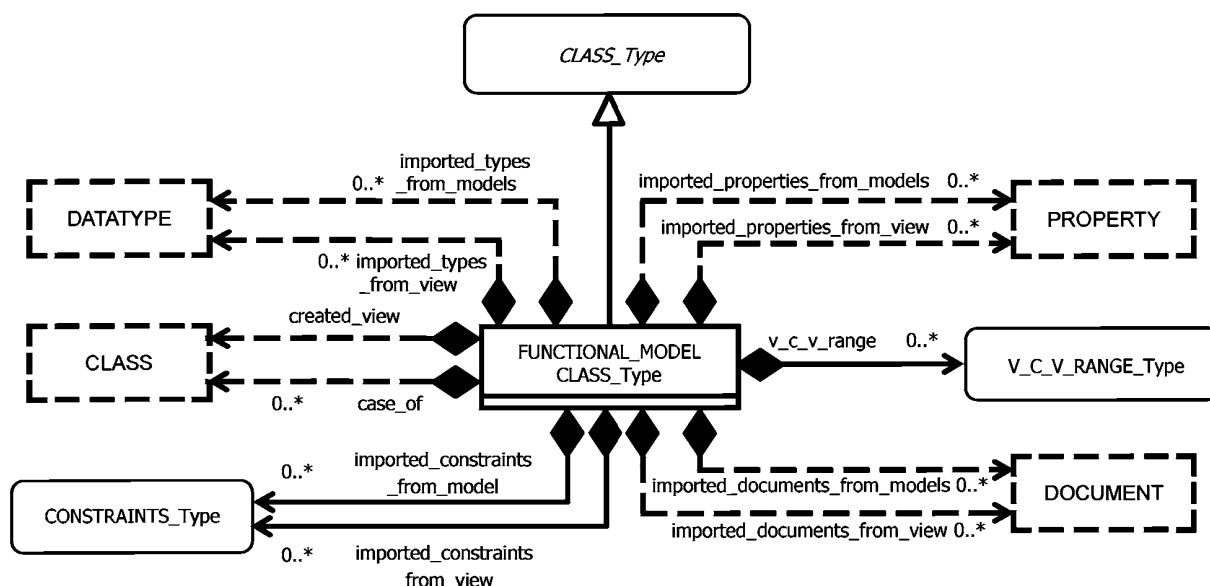 CLASS_Type
imported_types
0..* _from_models
DATATYPE
0..* imported_types
_from_view
imported_properties_from_models 0..*
imported_properties_from_view 0..*
PROPERTY
created_view
CLASS
0..* case_of
FUNCTIONAL_MODEL
CLASS_Type
v_c_v_range 0..*
V_C_V_RANGE_Type
0..* imported_constraints
_from_model
CONSTRAINTS_Type
0..* imported_constraints
from_view
imported_documents_from_models 0..*
imported_documents_from_view 0..*
DOCUMENT